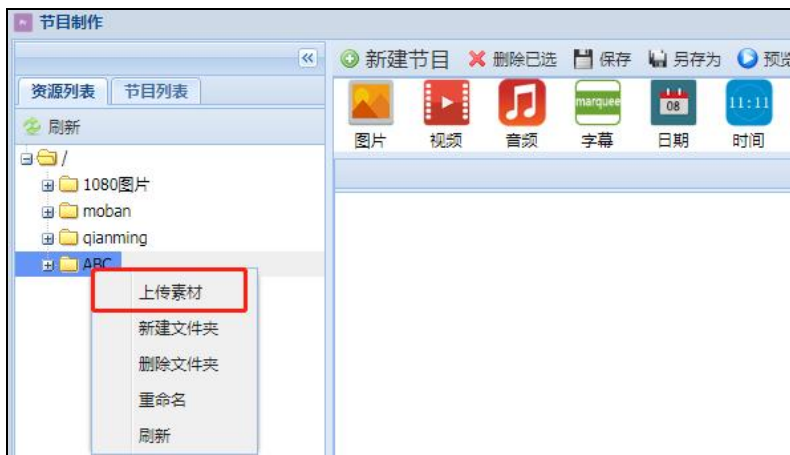 节目制作
新建节目 删除已选 保存 另存为 预览
资源列表 节目列表
刷新
marquee 08 11:11
图片 视频 音频 字幕 日期 时间
/
1080图片
moban
qianming
ABC
上传素材
新建文件夹
删除文件夹
重命名
刷新